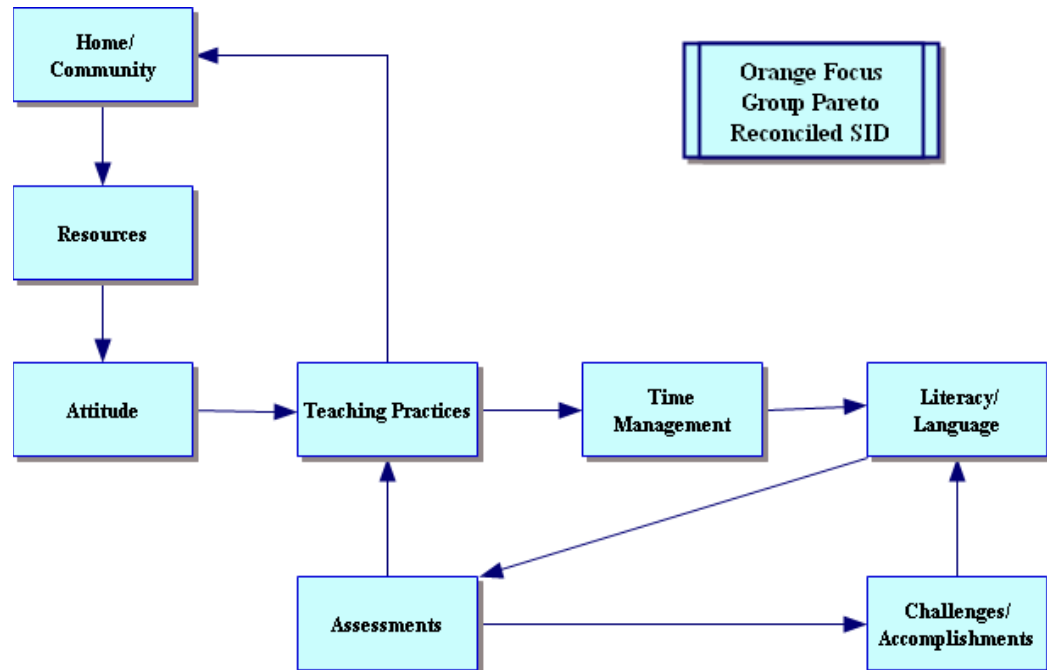 Home/
Community
Orange Focus
Group Pareto
Reconciled SID
Resources
Attitude
Teaching Practices
Time
Management
Literacy/
Language
Assessments
Challenges/
Accomplishments